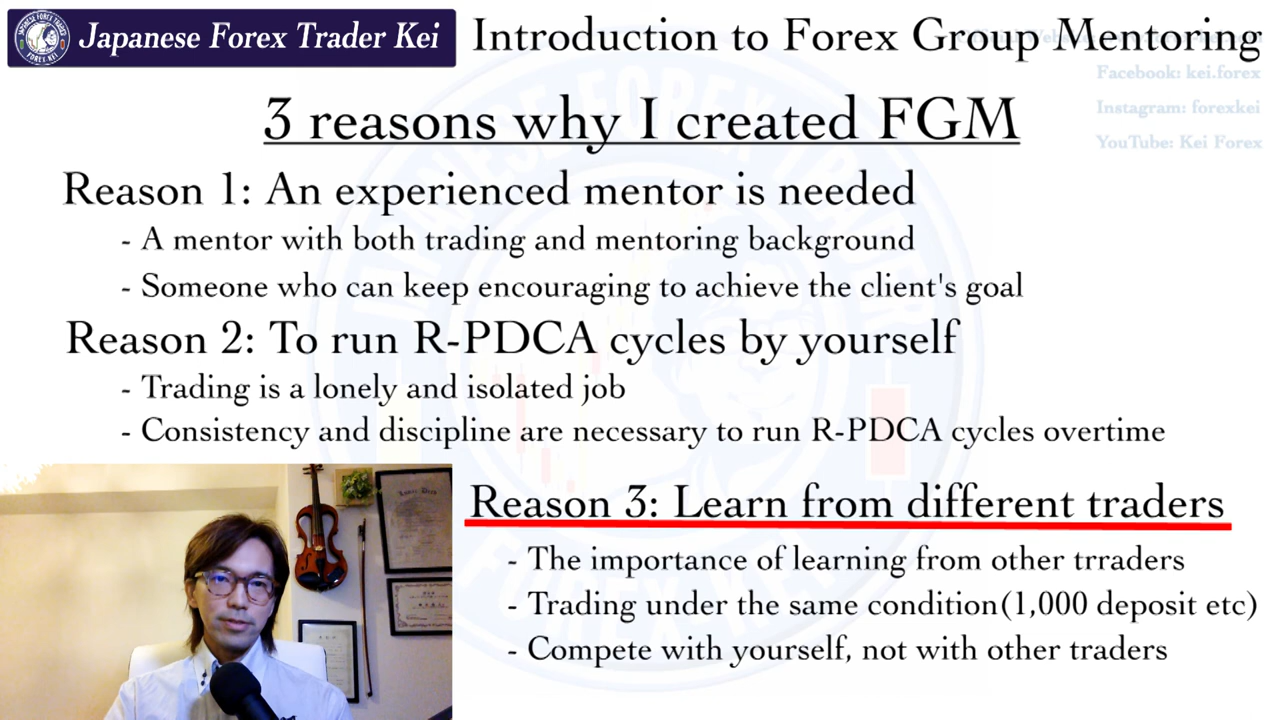 Japanese Forex Trader Kei
Introduction to Forex Group Mentoring
Facebook: kei.forex
Instagram: forexkei
YouTube: Kei Forex
3 reasons why I created FGM
Reason 1: An experienced mentor is needed
- A mentor with both trading and mentoring background
- Someone who can keep encouraging to achieve the client's goal
Reason 2: To run R-PDCA cycles by yourself
- Trading is a lonely and isolated job
- Consistency and discipline are necessary to run R-PDCA cycles overtime
Reason 3: Learn from different traders
- The importance of learning from other trraders
- Trading under the same condition(1,000 deposit etc)
- Compete with yourself, not with other traders
JAPANESE FOREX TRADER
FOREX KEI